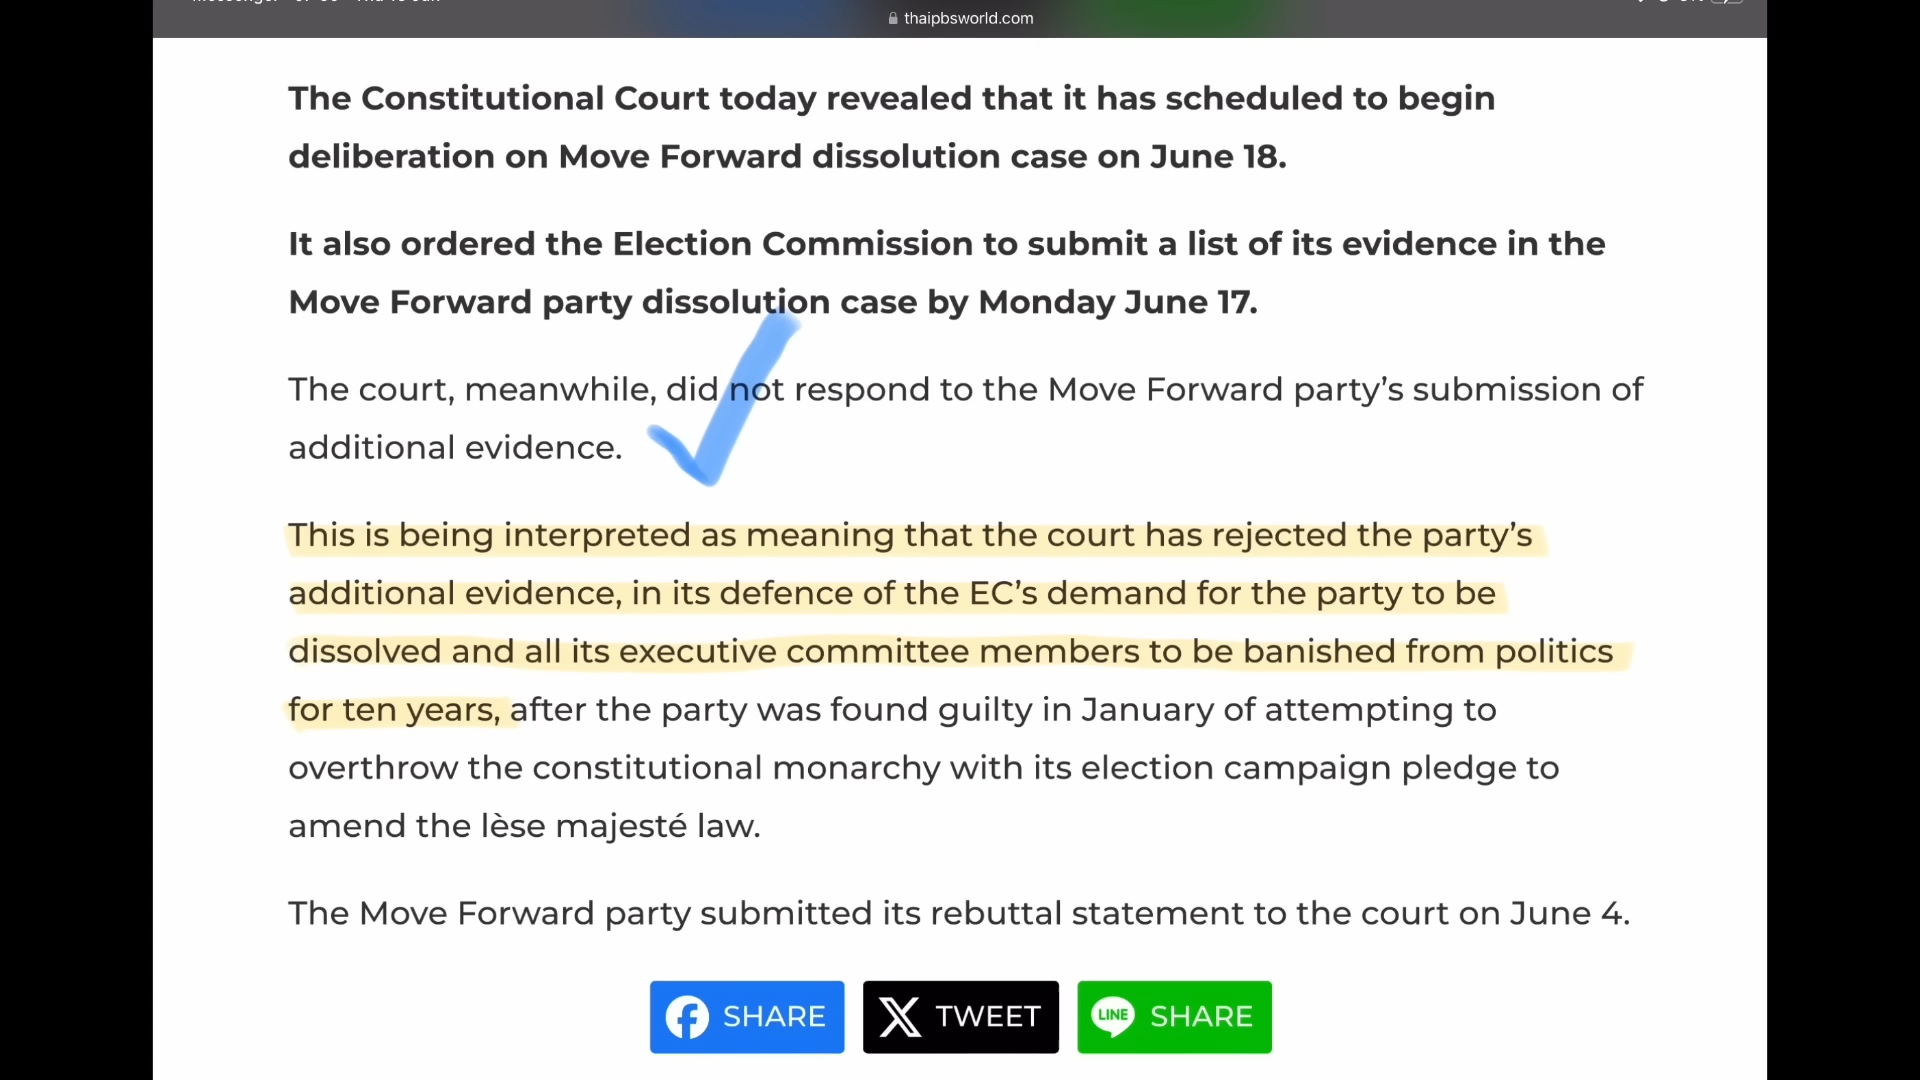 thaipbsworld.com
The Constitutional Court today revealed that it has scheduled to begin
deliberation on Move Forward dissolution case on June 18.
It also ordered the Election Commission to submit a list of its evidence in the
Move Forward party dissolution case by Monday June 17.
The court, meanwhile, did not respond to the Move Forward party’s submission of
additional evidence.
This is being interpreted as meaning that the court has rejected the party’s
additional evidence, in its defence of the EC’s demand for the party to be
dissolved and all its executive committee members to be banished from politics
for ten years, after the party was found guilty in January of attempting to
overthrow the constitutional monarchy with its election campaign pledge to
amend the lèse majesté law.
The Move Forward party submitted its rebuttal statement to the court on June 4.
SHARE
TWEET
LINE SHARE